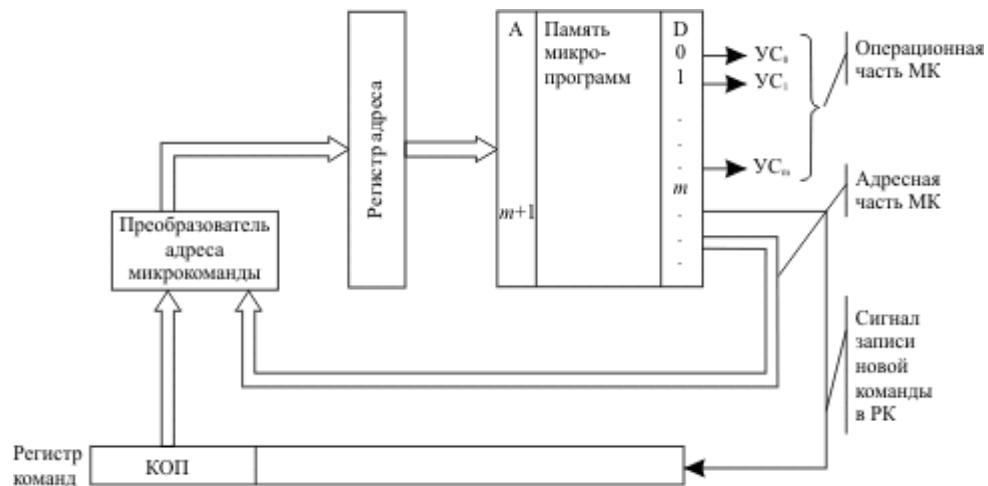 A
Память
микро-
программ
D
0
1
.
.
.
m
.
.
.
m+1
УС₀
УС₁
УСₘ
Операционная
часть МК
Адресная
часть МК
Регистр адреса
Преобразователь
адреса
микрокоманды
Сигнал
записи
новой
команды
в РК
Регистр
команд
КОП